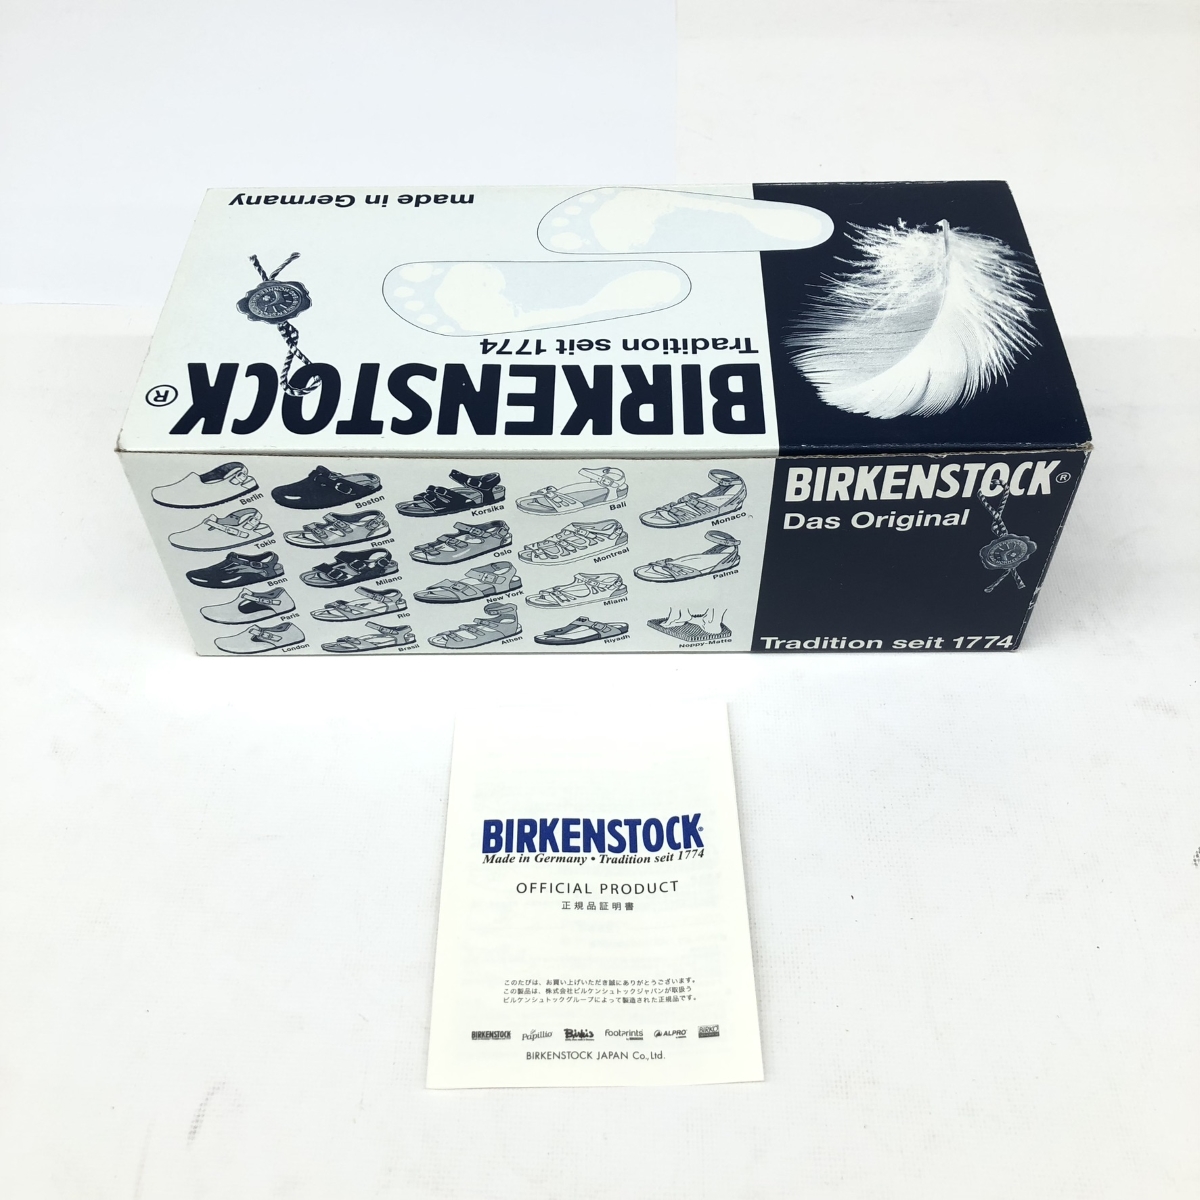 made in Germany
Tradition seit 1774
BIRKENSTOCK®
BIRKENSTOCK®
Das Original
Tradition seit 1774
Berlin
Boston
Korsika
Bali
Monaco
Tokio
Roma
Oslo
Montreal
Palma
Bonn
Milano
New York
Miami
Noppy-Matte
Paris
Rio
Athen
Riyadh
London
Brasil
BIRKENSTOCK®
Made in Germany • Tradition seit 1774
OFFICIAL PRODUCT
正規品証明書
このたびは、お買い上げいただき誠にありがとうございます。
この製品は、株式会社ビルケンシュトックジャパンが取扱う
ビルケンシュトックグループによって製造された正規品です。
BIRKENSTOCK Papillio Birki's footprints ALPRO
BIRKENSTOCK JAPAN Co., Ltd.